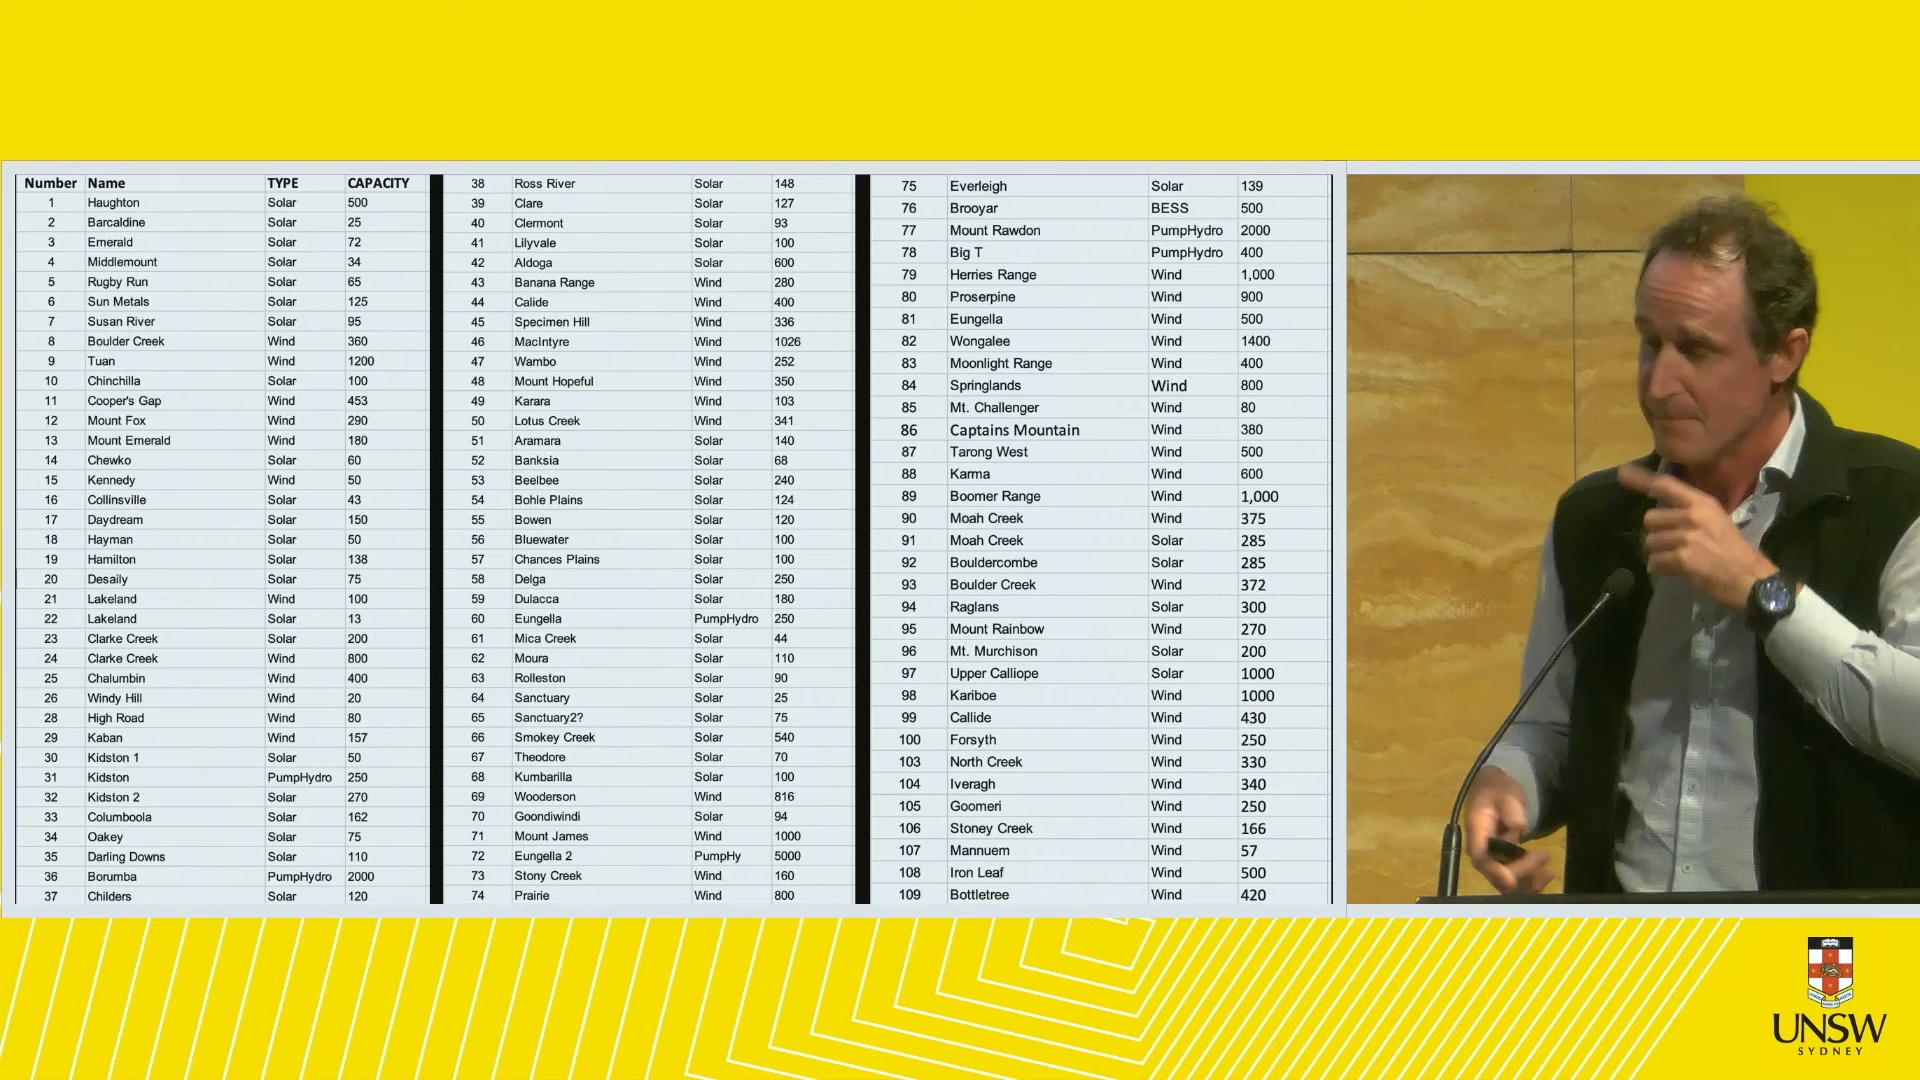 Number Name TYPE CAPACITY
1 Haughton Solar 500
2 Barcaldine Solar 25
3 Emerald Solar 72
4 Middlemount Solar 34
5 Rugby Run Solar 65
6 Sun Metals Solar 125
7 Susan River Solar 95
8 Boulder Creek Wind 360
9 Tuan Wind 1200
10 Chinchilla Solar 100
11 Cooper's Gap Wind 453
12 Mount Fox Wind 290
13 Mount Emerald Wind 180
14 Chewko Solar 60
15 Kennedy Wind 50
16 Collinsville Solar 43
17 Daydream Solar 150
18 Hayman Solar 50
19 Hamilton Solar 138
20 Desaily Solar 75
21 Lakeland Wind 100
22 Lakeland Solar 13
23 Clarke Creek Solar 200
24 Clarke Creek Wind 800
25 Chalumbin Wind 400
26 Windy Hill Wind 20
28 High Road Wind 80
29 Kaban Wind 157
30 Kidston 1 Solar 50
31 Kidston PumpHydro 250
32 Kidston 2 Solar 270
33 Columboola Solar 162
34 Oakey Solar 75
35 Darling Downs Solar 110
36 Borumba PumpHydro 2000
37 Childers Solar 120
38 Ross River Solar 148
39 Clare Solar 127
40 Clermont Solar 93
41 Lilyvale Solar 100
42 Aldoga Solar 600
43 Banana Range Wind 280
44 Calide Wind 400
45 Specimen Hill Wind 336
46 MacIntyre Wind 1026
47 Wambo Wind 252
48 Mount Hopeful Wind 350
49 Karara Wind 103
50 Lotus Creek Wind 341
51 Aramara Solar 140
52 Banksia Solar 68
53 Beelbee Solar 240
54 Bohle Plains Solar 124
55 Bowen Solar 120
56 Bluewater Solar 100
57 Chances Plains Solar 100
58 Delga Solar 250
59 Dulacca Solar 180
60 Eungella PumpHydro 250
61 Mica Creek Solar 44
62 Moura Solar 110
63 Rolleston Solar 90
64 Sanctuary Solar 25
65 Sanctuary2? Solar 75
66 Smokey Creek Solar 540
67 Theodore Solar 70
68 Kumbarilla Solar 100
69 Wooderson Wind 816
70 Goondiwindi Solar 94
71 Mount James Wind 1000
72 Eungella 2 PumpHy 5000
73 Stony Creek Wind 160
74 Prairie Wind 800
75 Everleigh Solar 139
76 Brooyar BESS 500
77 Mount Rawdon PumpHydro 2000
78 Big T PumpHydro 400
79 Herries Range Wind 1,000
80 Proserpine Wind 900
81 Eungella Wind 500
82 Wongalee Wind 1400
83 Moonlight Range Wind 400
84 Springlands Wind 800
85 Mt. Challenger Wind 80
86 Captains Mountain Wind 380
87 Tarong West Wind 500
88 Karma Wind 600
89 Boomer Range Wind 1,000
90 Moah Creek Wind 375
91 Moah Creek Solar 285
92 Bouldercombe Solar 285
93 Boulder Creek Wind 372
94 Raglans Solar 300
95 Mount Rainbow Wind 270
96 Mt. Murchison Solar 200
97 Upper Calliope Solar 1000
98 Kariboe Wind 1000
99 Callide Wind 430
100 Forsyth Wind 250
103 North Creek Wind 330
104 Iveragh Wind 340
105 Goomeri Wind 250
106 Stoney Creek Wind 166
107 Mannuem Wind 57
108 Iron Leaf Wind 500
109 Bottletree Wind 420
UNSW
SYDNEY